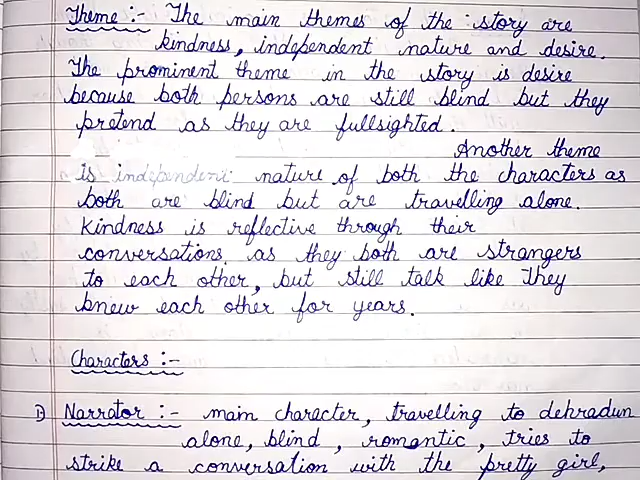 Theme :- The main themes of the story are
kindness, independent nature and desire.
The prominent theme in the story is desire
because both persons are still blind but they
pretend as they are fullsighted.
Another theme
is independent nature of both the characters as
both are blind but are travelling alone.
Kindness is reflective through their
conversations as they both are strangers
to each other, but still talk like They
knew each other for years.
Characters :-
1) Narrator :- main character, travelling to dehradun
alone, blind, romantic, tries to
strike a conversation with the pretty girl,